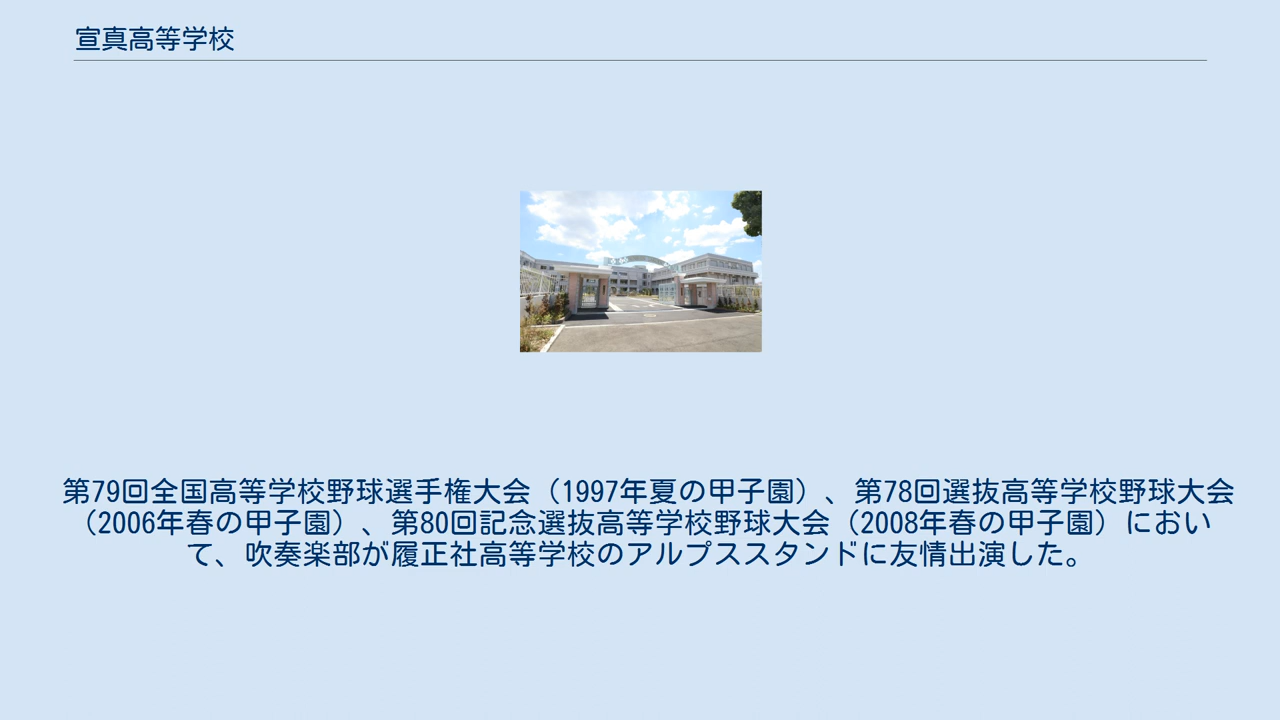 宣真高等学校
第79回全国高等学校野球選手権大会（1997年夏の甲子園）、第78回選抜高等学校野球大会
（2006年春の甲子園）、第80回記念選抜高等学校野球大会（2008年春の甲子園）におい
て、吹奏楽部が履正社高等学校のアルプススタンドに友情出演した。